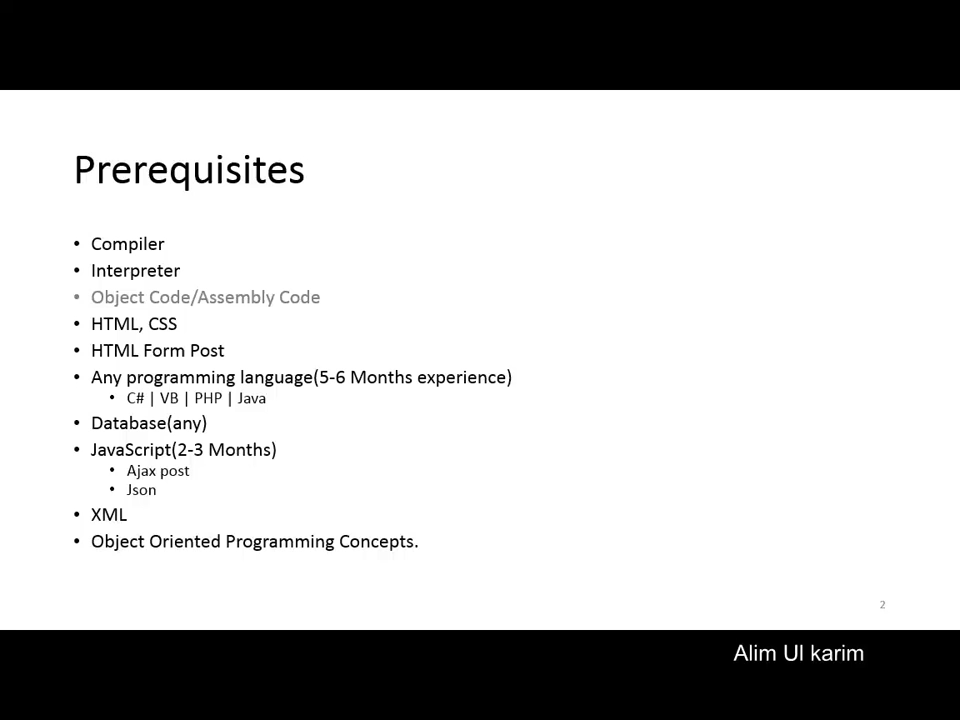 Prerequisites
• Compiler
• Interpreter
• Object Code/Assembly Code
• HTML, CSS
• HTML Form Post
• Any programming language(5-6 Months experience)
• C# | VB | PHP | Java
• Database(any)
• JavaScript(2-3 Months)
• Ajax post
• Json
• XML
• Object Oriented Programming Concepts.
2
Alim Ul karim